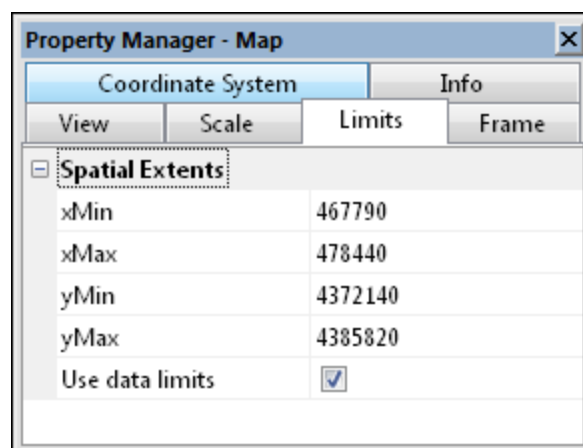 Property Manager - Map
Coordinate System Info
View Scale Limits Frame
Spatial Extents
xMin 467790
xMax 478440
yMin 4372140
yMax 4385820
Use data limits